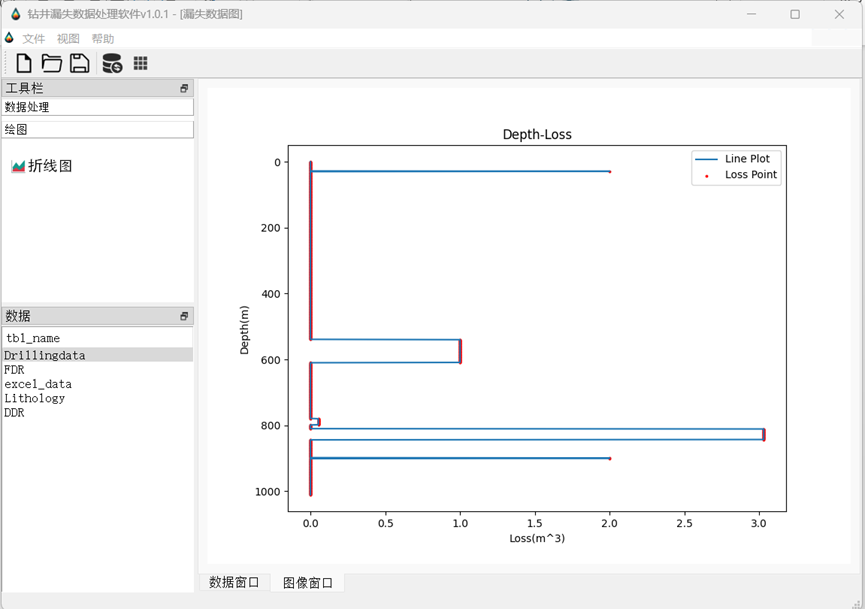 钻井漏失数据处理软件v1.0.1 - [漏失数据图]
文件 视图 帮助
工具栏
数据处理
绘图
折线图
数据
tbl_name
Drillingdata
FDR
excel_data
Lithology
DDR
Depth-Loss
Line Plot
Loss Point
0
200
400
600
800
1000
Depth(m)
0.0 0.5 1.0 1.5 2.0 2.5 3.0
Loss(m^3)
数据窗口 图像窗口